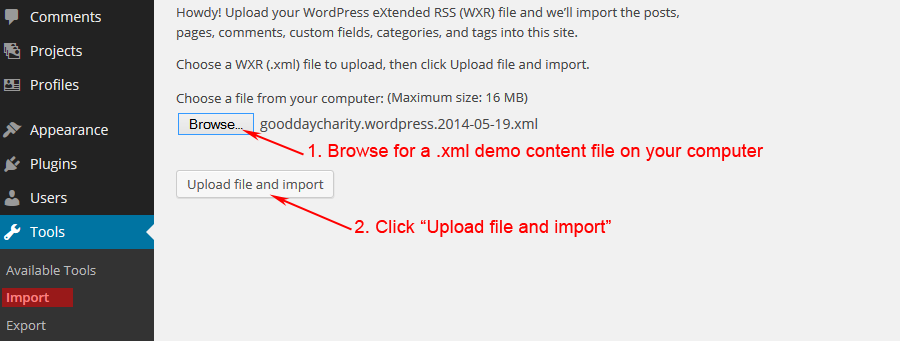 Comments
Projects
Profiles
Appearance
Plugins
Users
Tools
Available Tools
Import
Export
Howdy! Upload your WordPress eXtended RSS (WXR) file and we’ll import the posts,
pages, comments, custom fields, categories, and tags into this site.
Choose a WXR (.xml) file to upload, then click Upload file and import.
Choose a file from your computer: (Maximum size: 16 MB)
Browse... gooddaycharity.wordpress.2014-05-19.xml
1. Browse for a .xml demo content file on your computer
Upload file and import
2. Click “Upload file and import”